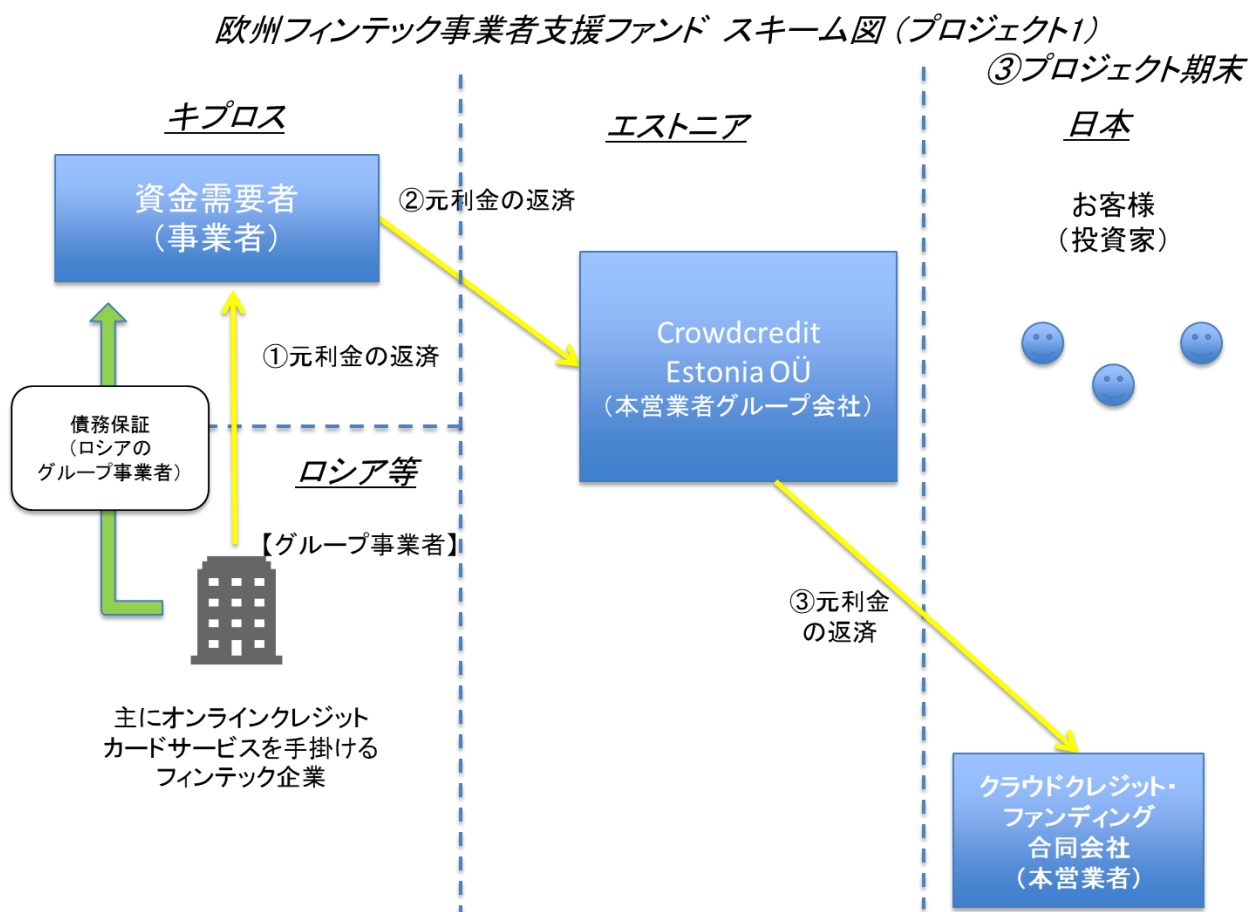 欧州フィンテック事業者支援ファンド スキーム図（プロジェクト1）
③プロジェクト期末
キプロス
エストニア
日本
資金需要者
（事業者）
②元利金の返済
お客様
（投資家）
①元利金の返済
Crowdcredit
Estonia OÜ
（本営業者グループ会社）
債務保証
（ロシアの
グループ事業者）
ロシア等
【グループ事業者】
③元利金
の返済
主にオンラインクレジット
カードサービスを手掛ける
フィンテック企業
クラウドクレジット・
ファンディング
合同会社
（本営業者）